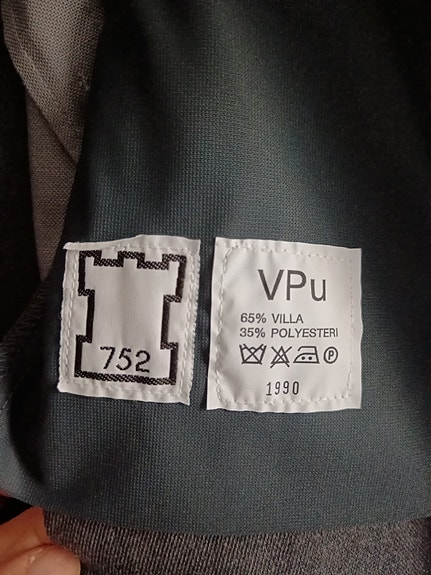 752
VPu
65% VILLA
35% POLYESTERI
P
1990